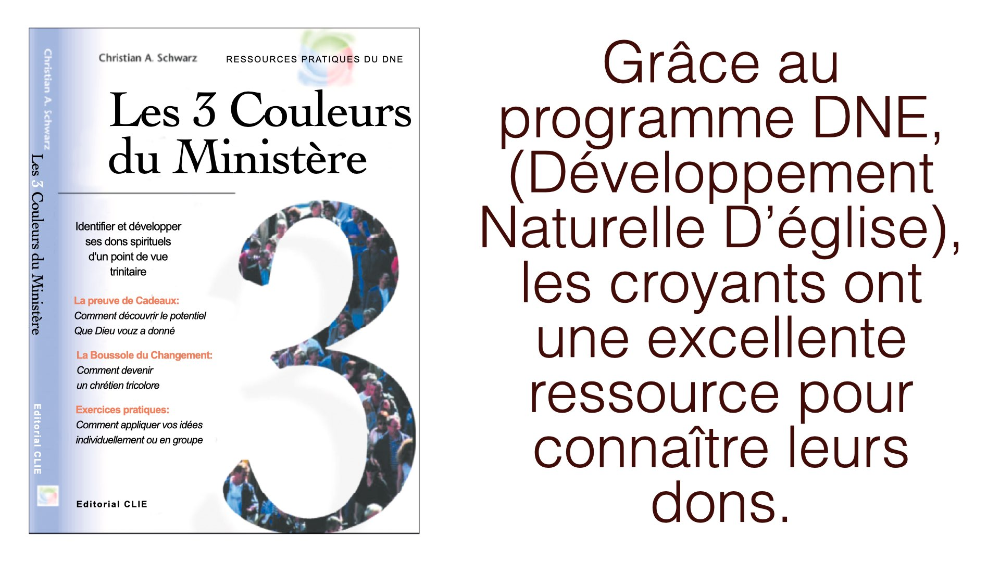 Christian A. Schwarz
Les 3 Couleurs du Ministère
Editorial CLIE
Christian A. Schwarz
RESSOURCES PRATIQUES DU DNE
Les 3 Couleurs
du Ministère
Identifier et développer
ses dons spirituels
d'un point de vue
trinitaire
La preuve de Cadeaux:
Comment découvrir le potentiel
Que Dieu vouz a donné
La Boussole du Changement:
Comment devenir
un chrétien tricolore
Exercices pratiques:
Comment appliquer vos idées
individuellement ou en groupe
Editorial CLIE
Grâce au
programme DNE,
(Développement
Naturelle D’église),
les croyants ont
une excellente
ressource pour
connaître leurs
dons.